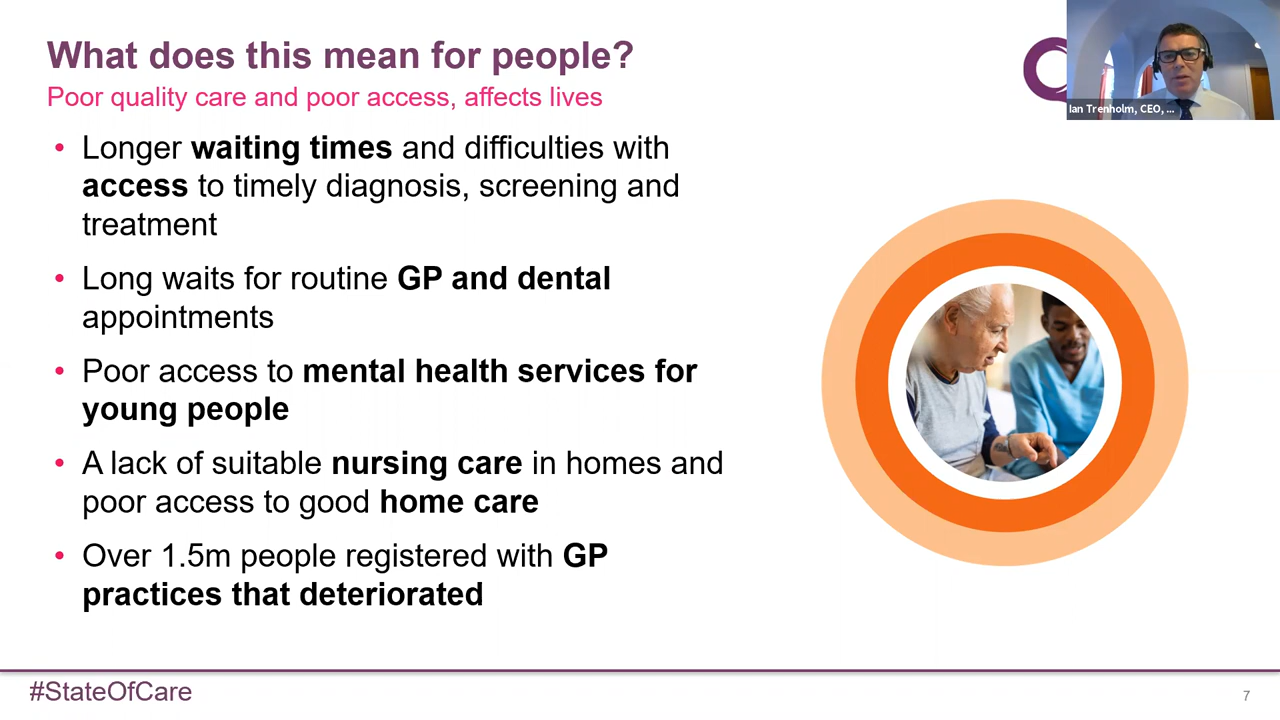 What does this mean for people?
Poor quality care and poor access, affects lives
• Longer waiting times and difficulties with
access to timely diagnosis, screening and
treatment
• Long waits for routine GP and dental
appointments
• Poor access to mental health services for
young people
• A lack of suitable nursing care in homes and
poor access to good home care
• Over 1.5m people registered with GP
practices that deteriorated
Ian Trenholm, CEO, ...
#StateOfCare
7